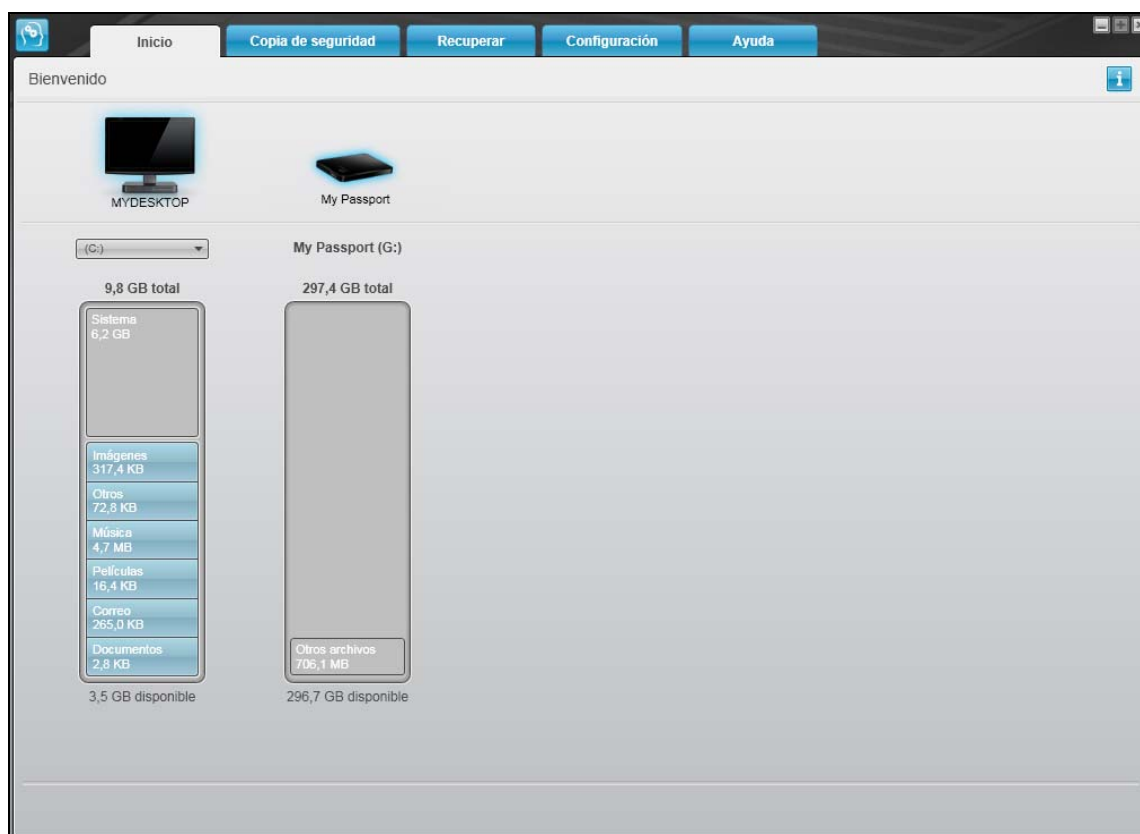 Inicio
Copia de seguridad
Recuperar
Configuración
Ayuda
Bienvenido
MYDESKTOP
My Passport
(C:)
My Passport (G:)
9,8 GB total
297,4 GB total
Sistema
6,2 GB
Imágenes
317,4 KB
Otros
72,8 KB
Música
4,7 MB
Películas
16,4 KB
Correo
265,0 KB
Documentos
2,8 KB
Otros archivos
706,1 MB
3,5 GB disponible
296,7 GB disponible